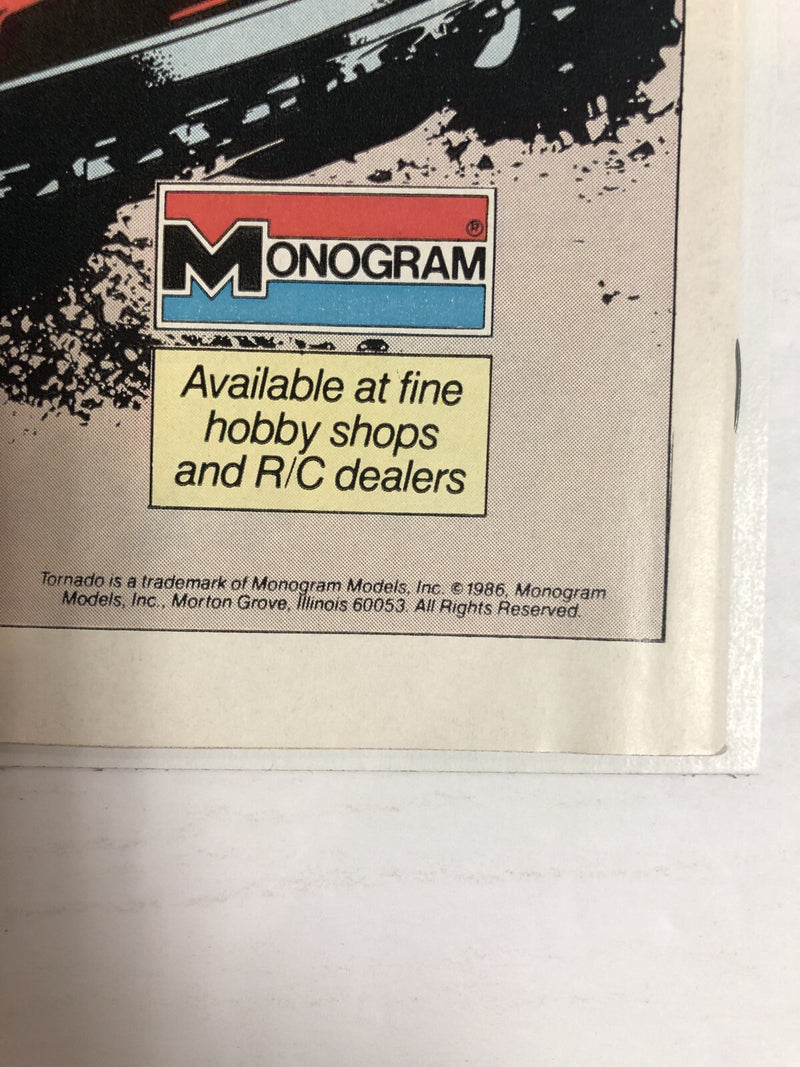 MONOGRAM®
Available at fine
hobby shops
and R/C dealers
Tornado is a trademark of Monogram Models, Inc. © 1986, Monogram
Models, Inc., Morton Grove, Illinois 60053. All Rights Reserved.